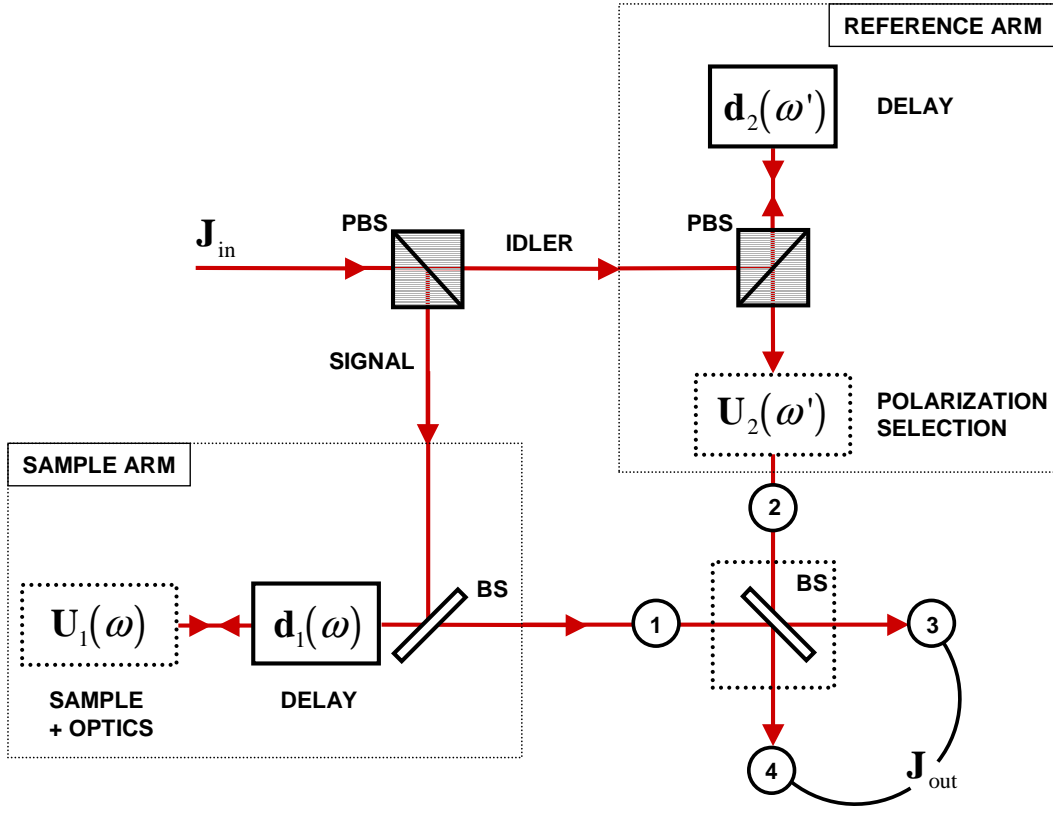 REFERENCE ARM
d₂(ω')
DELAY
PBS
PBS
J_in
IDLER
SIGNAL
U₂(ω')
POLARIZATION
SELECTION
SAMPLE ARM
2
BS
BS
U₁(ω)
d₁(ω)
1
3
SAMPLE
+ OPTICS
DELAY
4
J_out